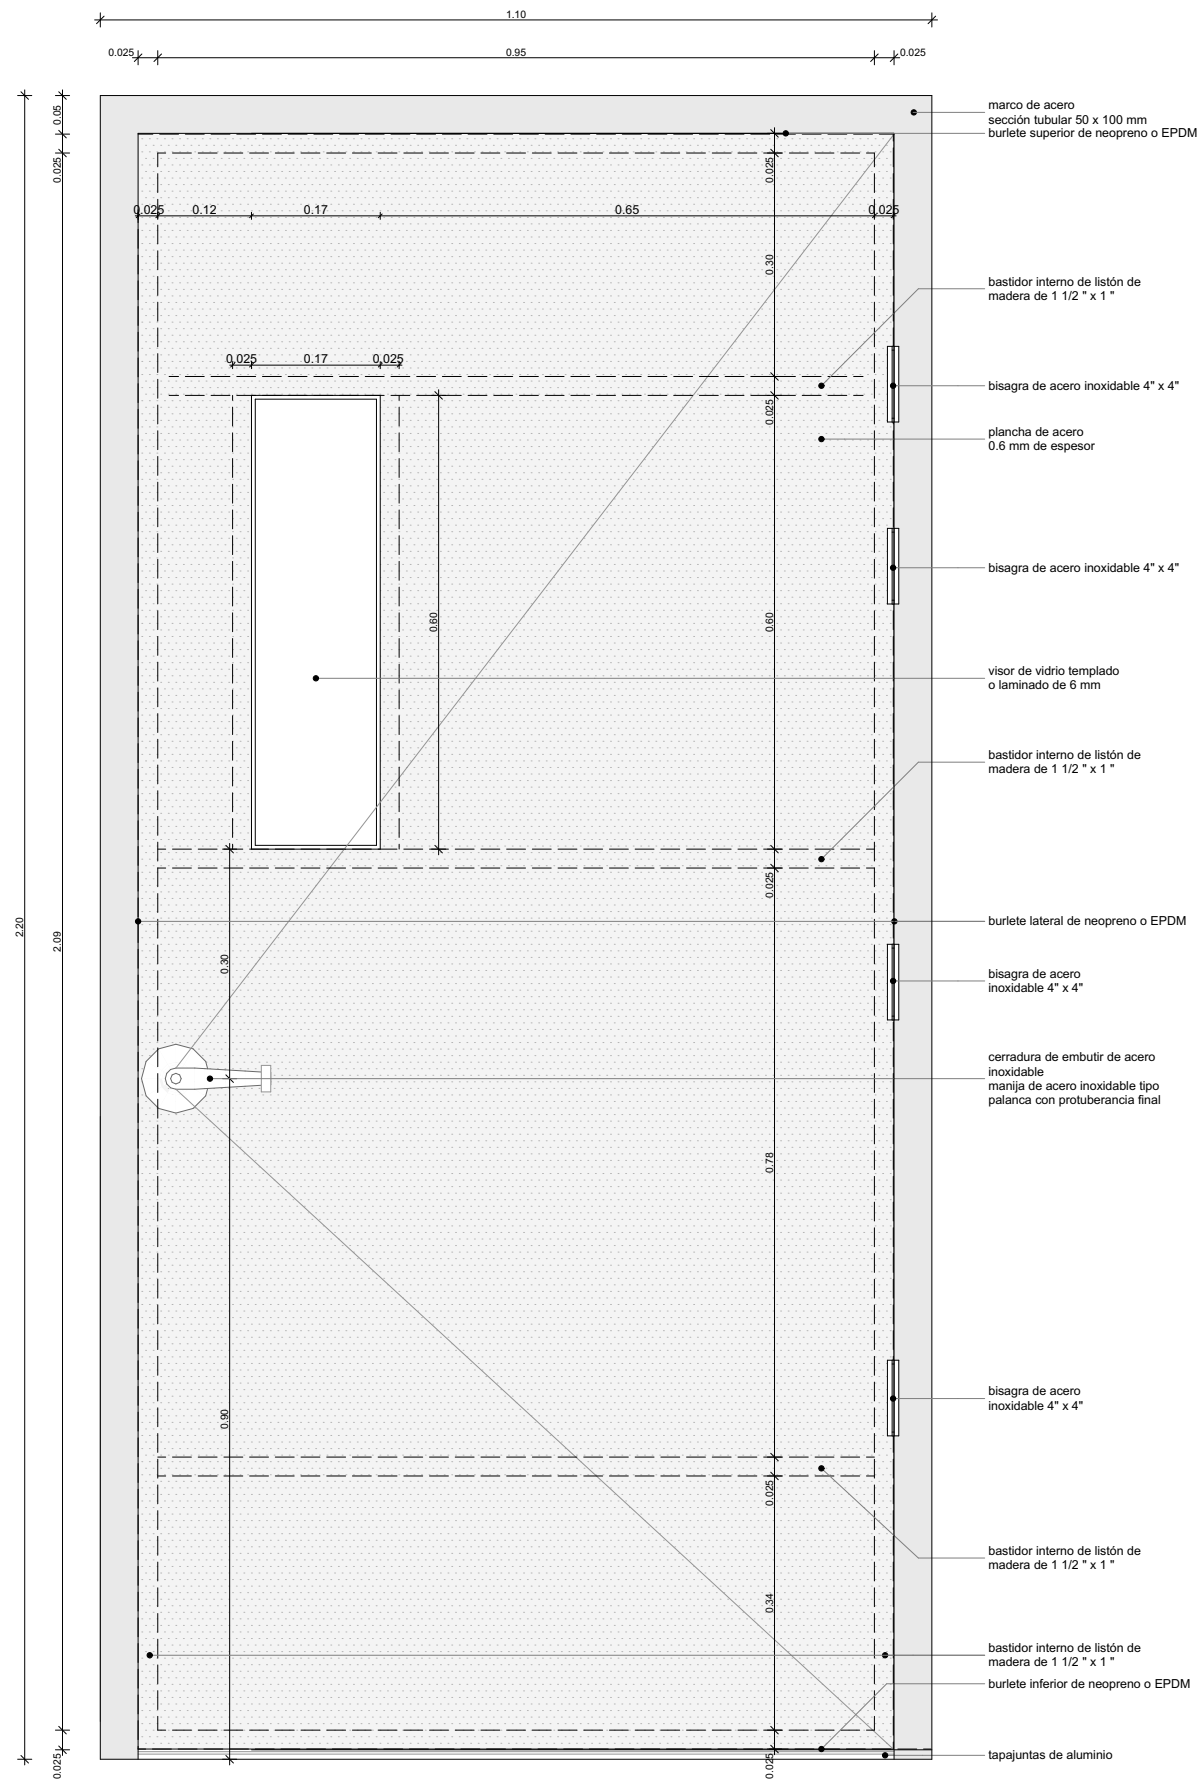 1.10
0.025
0.95
0.025
0.05
marco de acero
sección tubular 50 x 100 mm
burlete superior de neopreno o EPDM
0.025
0.025
0.025
0.12
0.17
0.65
0.025
0.30
bastidor interno de listón de
madera de 1 1/2 " x 1 "
0.025
0.17
0.025
bisagra de acero inoxidable 4" x 4"
0.025
plancha de acero
0.6 mm de espesor
bisagra de acero inoxidable 4" x 4"
0.60
0.60
visor de vidrio templado
o laminado de 6 mm
bastidor interno de listón de
madera de 1 1/2 " x 1 "
0.025
2.20
2.09
burlete lateral de neopreno o EPDM
0.30
bisagra de acero
inoxidable 4" x 4"
cerradura de embutir de acero
inoxidable
manija de acero inoxidable tipo
palanca con protuberancia final
0.78
0.90
bisagra de acero
inoxidable 4" x 4"
0.025
bastidor interno de listón de
madera de 1 1/2 " x 1 "
0.34
bastidor interno de listón de
madera de 1 1/2 " x 1 "
burlete inferior de neopreno o EPDM
0.025
0.025
tapajuntas de aluminio